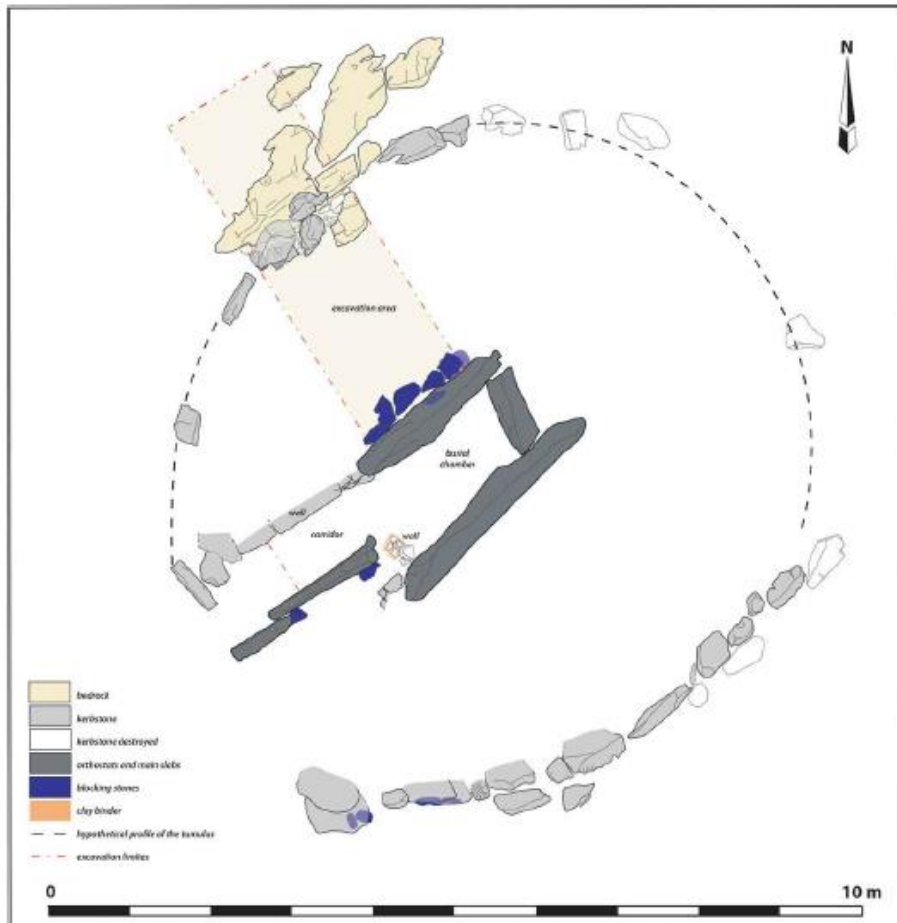 N
excavation area
burial
chamber
wall
corridor
wall
bedrock
kerbstone
kerbstone destroyed
orthostats and main slabs
blocking stones
clay binder
hypothetical profile of the tumulus
excavation limites
0
10 m